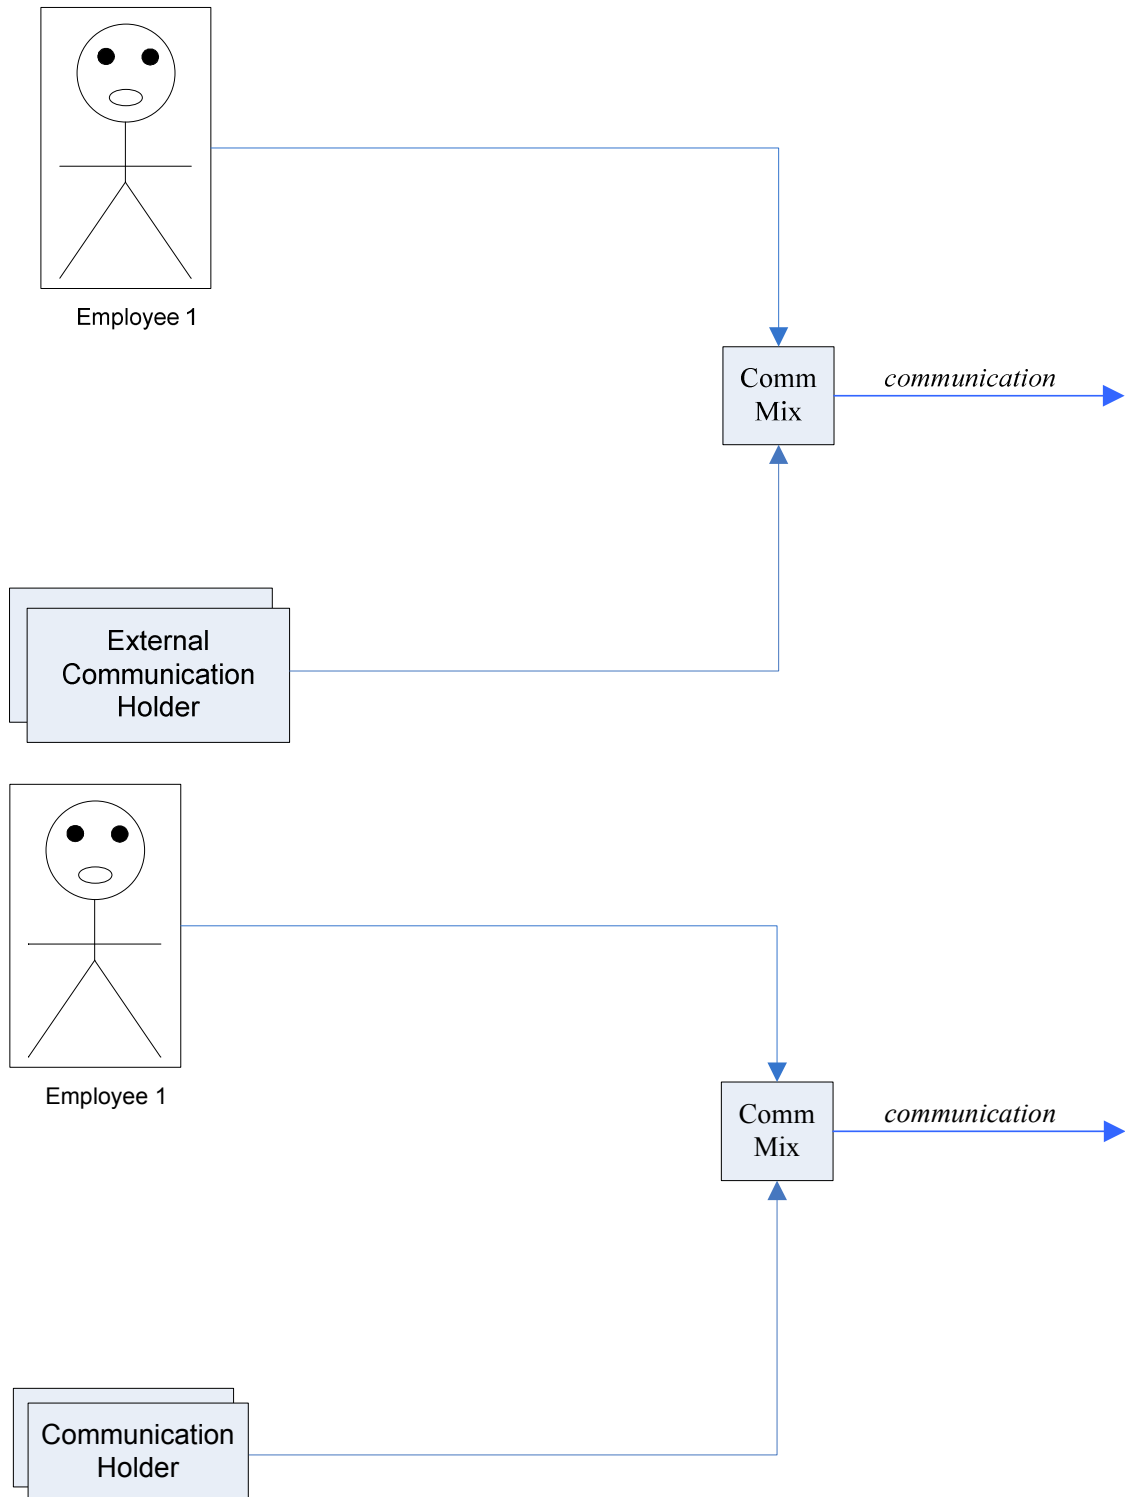 Employee 1
Comm
Mix
communication
External
Communication
Holder
Employee 1
Comm
Mix
communication
Communication
Holder